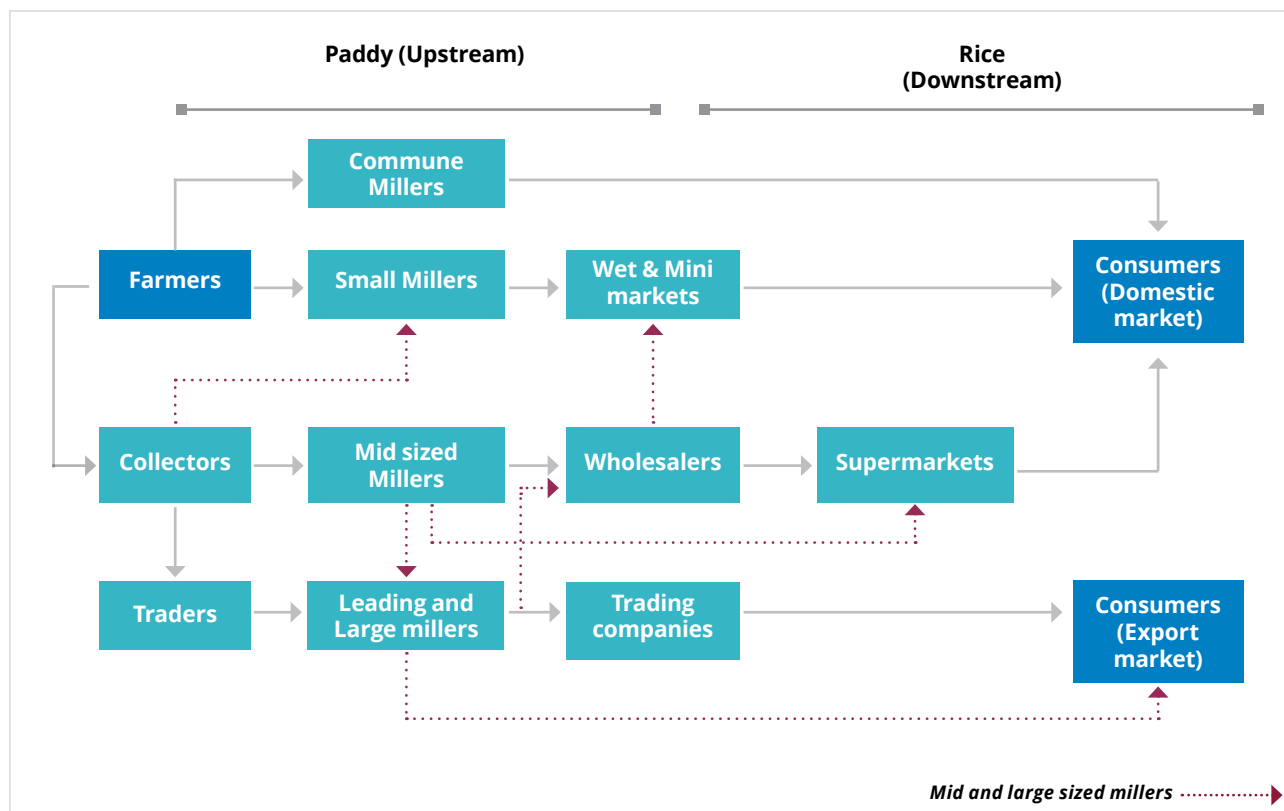 Paddy (Upstream)
Rice
(Downstream)
Commune
Millers
Farmers
Small Millers
Wet & Mini
markets
Consumers
(Domestic
market)
Collectors
Mid sized
Millers
Wholesalers
Supermarkets
Traders
Leading and
Large millers
Trading
companies
Consumers
(Export
market)
Mid and large sized millers